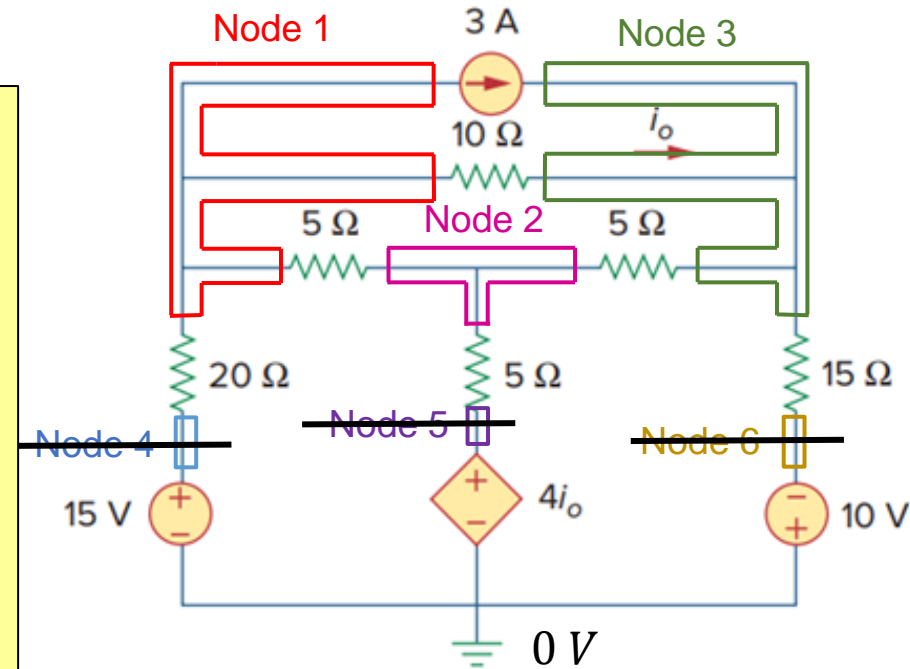 Node 1
3 A
Node 3
10 Ω
i_o
5 Ω
Node 2
5 Ω
20 Ω
5 Ω
15 Ω
Node 4
Node 5
Node 6
15 V
+
−
+
−
4i_o
−
+
10 V
0 V